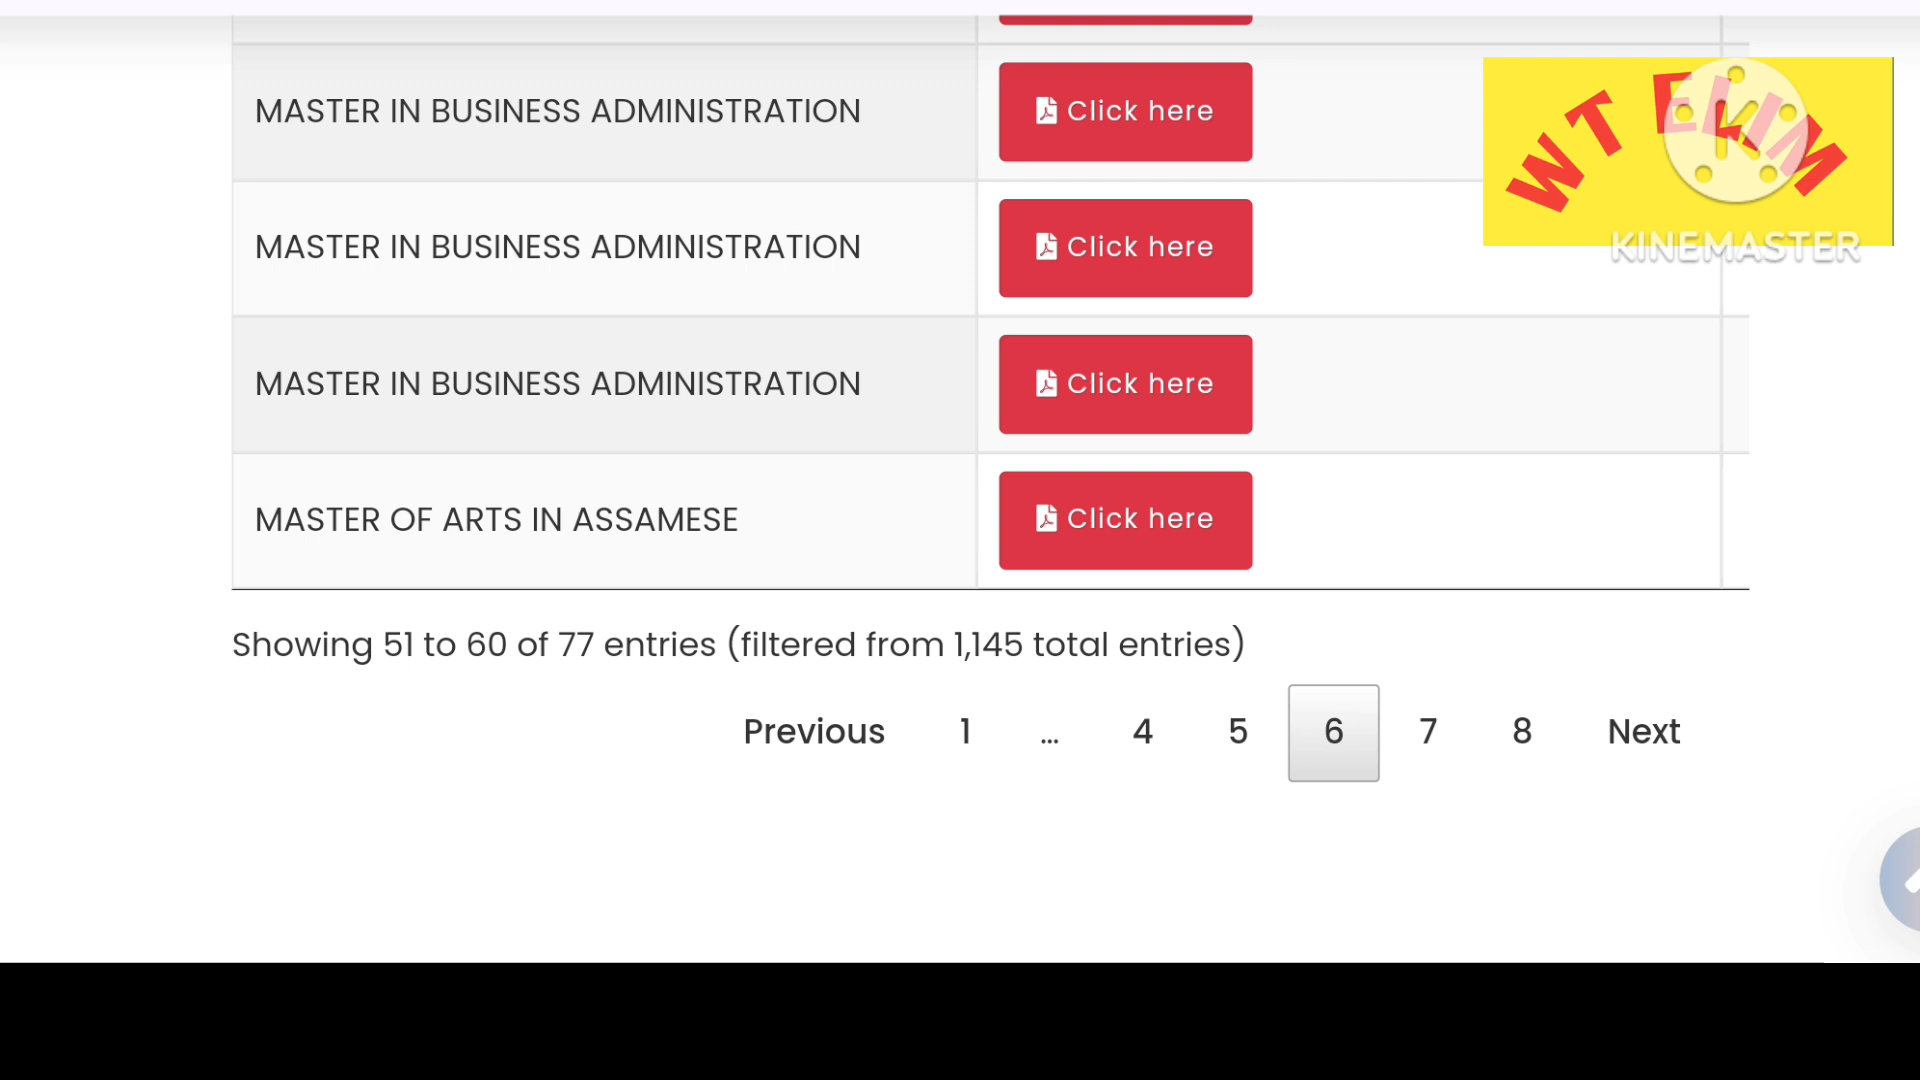 MASTER IN BUSINESS ADMINISTRATION
Click here
MASTER IN BUSINESS ADMINISTRATION
Click here
MASTER IN BUSINESS ADMINISTRATION
Click here
MASTER OF ARTS IN ASSAMESE
Click here
WT
KINEMASTER
Showing 51 to 60 of 77 entries (filtered from 1,145 total entries)
Previous 1 ... 4 5 6 7 8 Next